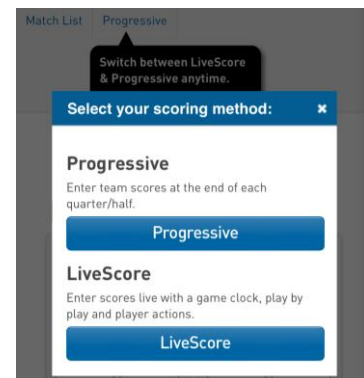 Match List Progressive
Switch between LiveScore
& Progressive anytime.
Select your scoring method: ×
Progressive
Enter team scores at the end of each
quarter/half.
Progressive
LiveScore
Enter scores live with a game clock, play by
play and player actions.
LiveScore